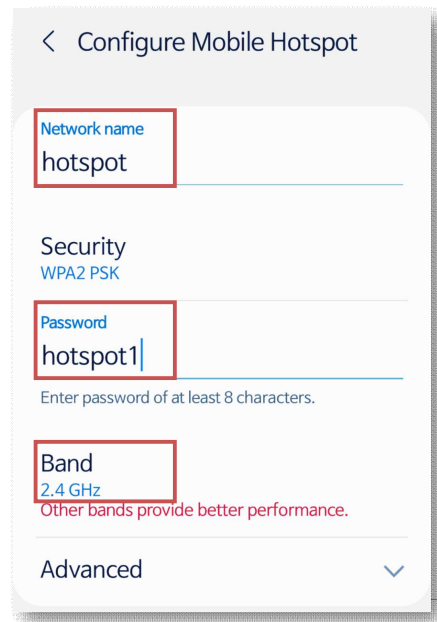 Configure Mobile Hotspot
Network name
hotspot
Security
WPA2 PSK
Password
hotspot1
Enter password of at least 8 characters.
Band
2.4 GHz
Other bands provide better performance.
Advanced